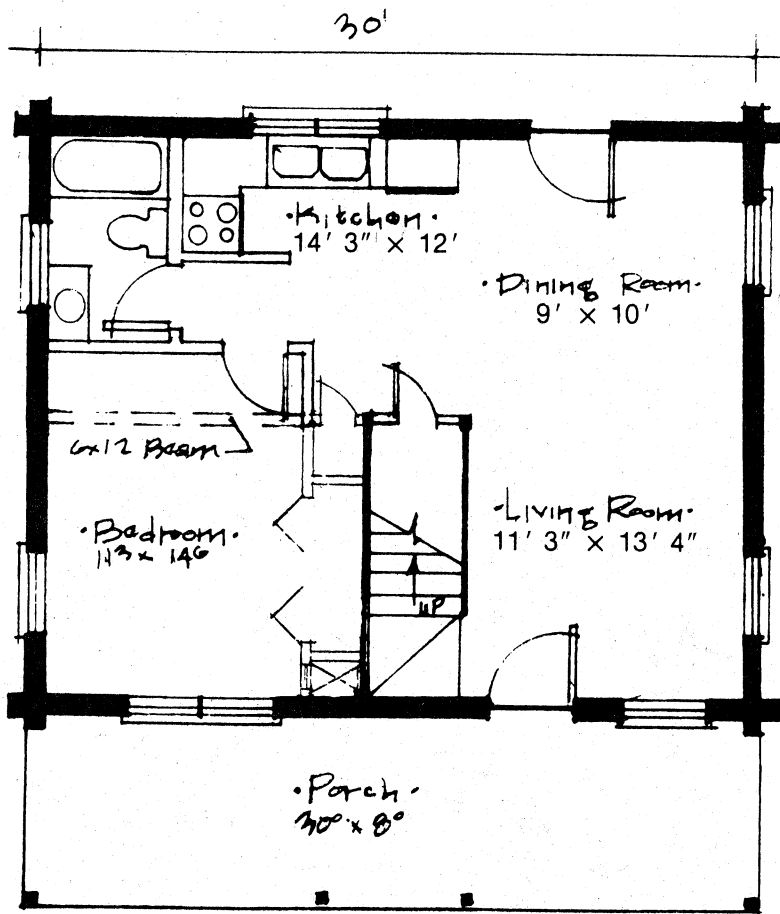 30'
·Kitchen·
14' 3" X 12'
·Dining Room·
9' X 10'
6x12 Beam
·Bedroom·
11³ x 14⁶
·Living Room·
11' 3" X 13' 4"
UP
·Porch·
30⁰ x 8⁰